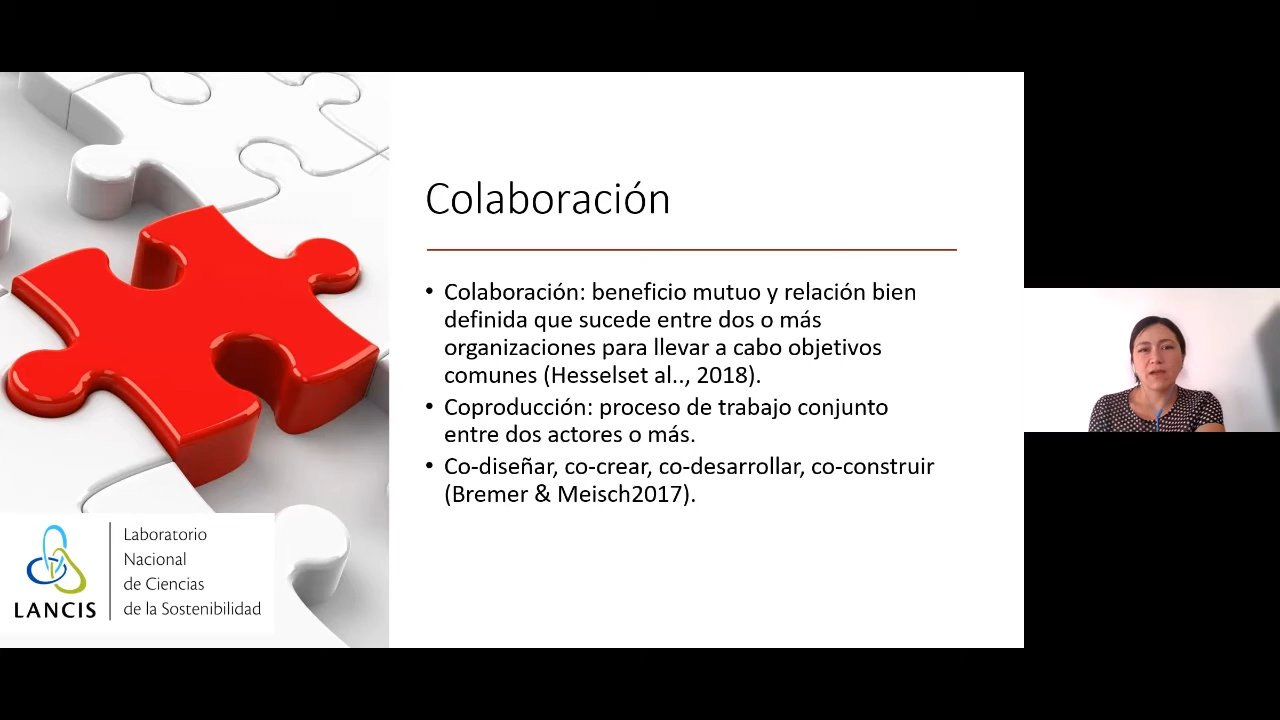 Colaboración
• Colaboración: beneficio mutuo y relación bien
definida que sucede entre dos o más
organizaciones para llevar a cabo objetivos
comunes (Hesselset al.., 2018).
• Coproducción: proceso de trabajo conjunto
entre dos actores o más.
• Co-diseñar, co-crear, co-desarrollar, co-construir
(Bremer & Meisch2017).
LANCIS
Laboratorio
Nacional
de Ciencias
de la Sostenibilidad